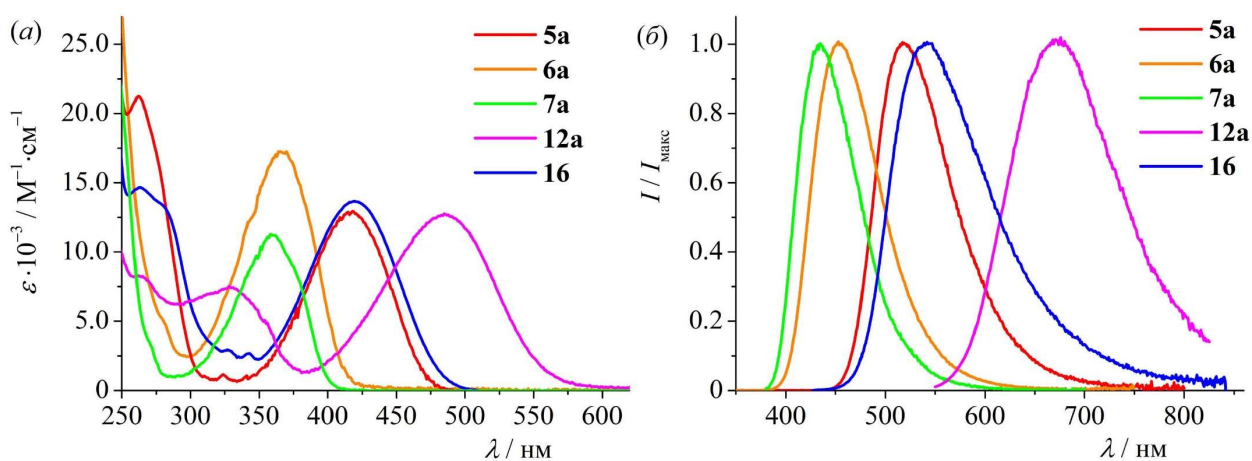 (а)
ε·10⁻³ / М⁻¹·см⁻¹
25.0
20.0
15.0
10.0
5.0
0
5a
6a
7a
12a
16
250 300 350 400 450 500 550 600
λ / нм
(б)
I / Iмакс
1.0
0.8
0.6
0.4
0.2
0
5a
6a
7a
12a
16
400 500 600 700 800
λ / нм